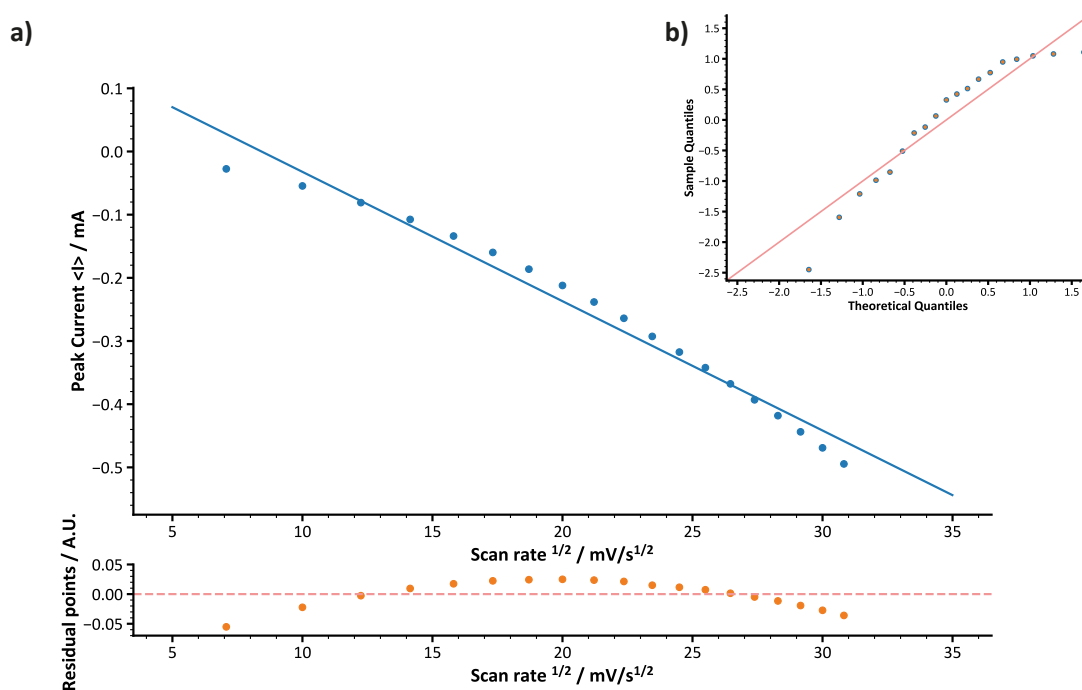 a)
b)
0.1
0.0
−0.1
−0.2
−0.3
−0.4
−0.5
Peak Current <I> / mA
5 10 15 20 25 30 35
Scan rate 1/2 / mV/s1/2
1.5
1.0
0.5
0.0
−0.5
−1.0
−1.5
−2.0
−2.5
Sample Quantiles
−2.5 −2.0 −1.5 −1.0 −0.5 0.0 0.5 1.0 1.5
Theoretical Quantiles
0.05
0.00
−0.05
Residual points / A.U.
5 10 15 20 25 30 35
Scan rate 1/2 / mV/s1/2